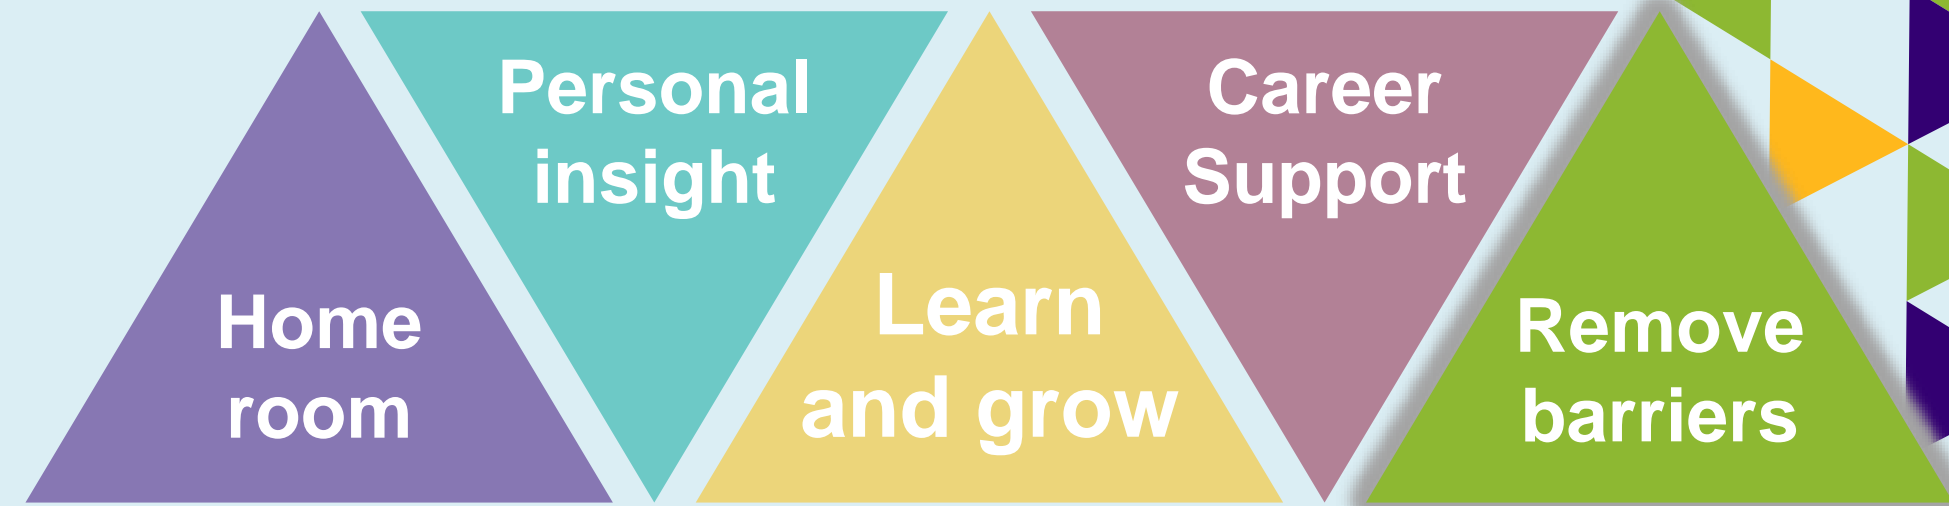 Home
room
Personal
insight
Learn
and grow
Career
Support
Remove
barriers